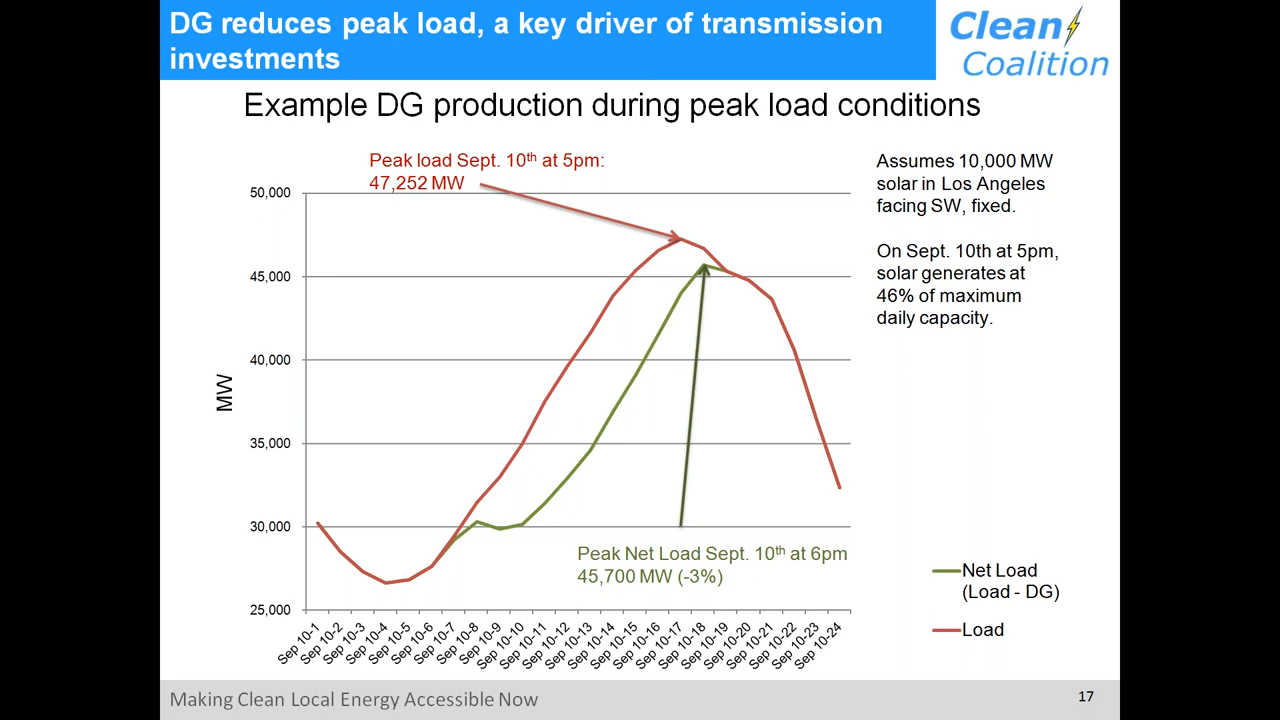 DG reduces peak load, a key driver of transmission
investments
Clean
Coalition
Example DG production during peak load conditions
Peak load Sept. 10th at 5pm:
47,252 MW
Assumes 10,000 MW
solar in Los Angeles
facing SW, fixed.
On Sept. 10th at 5pm,
solar generates at
46% of maximum
daily capacity.
50,000
45,000
40,000
35,000
30,000
25,000
MW
Peak Net Load Sept. 10th at 6pm
45,700 MW (-3%)
Net Load
(Load - DG)
Load
Sep 10-1
Sep 10-2
Sep 10-3
Sep 10-4
Sep 10-5
Sep 10-6
Sep 10-7
Sep 10-8
Sep 10-9
Sep 10-10
Sep 10-11
Sep 10-12
Sep 10-13
Sep 10-14
Sep 10-15
Sep 10-16
Sep 10-17
Sep 10-18
Sep 10-19
Sep 10-20
Sep 10-21
Sep 10-22
Sep 10-23
Sep 10-24
Making Clean Local Energy Accessible Now
17